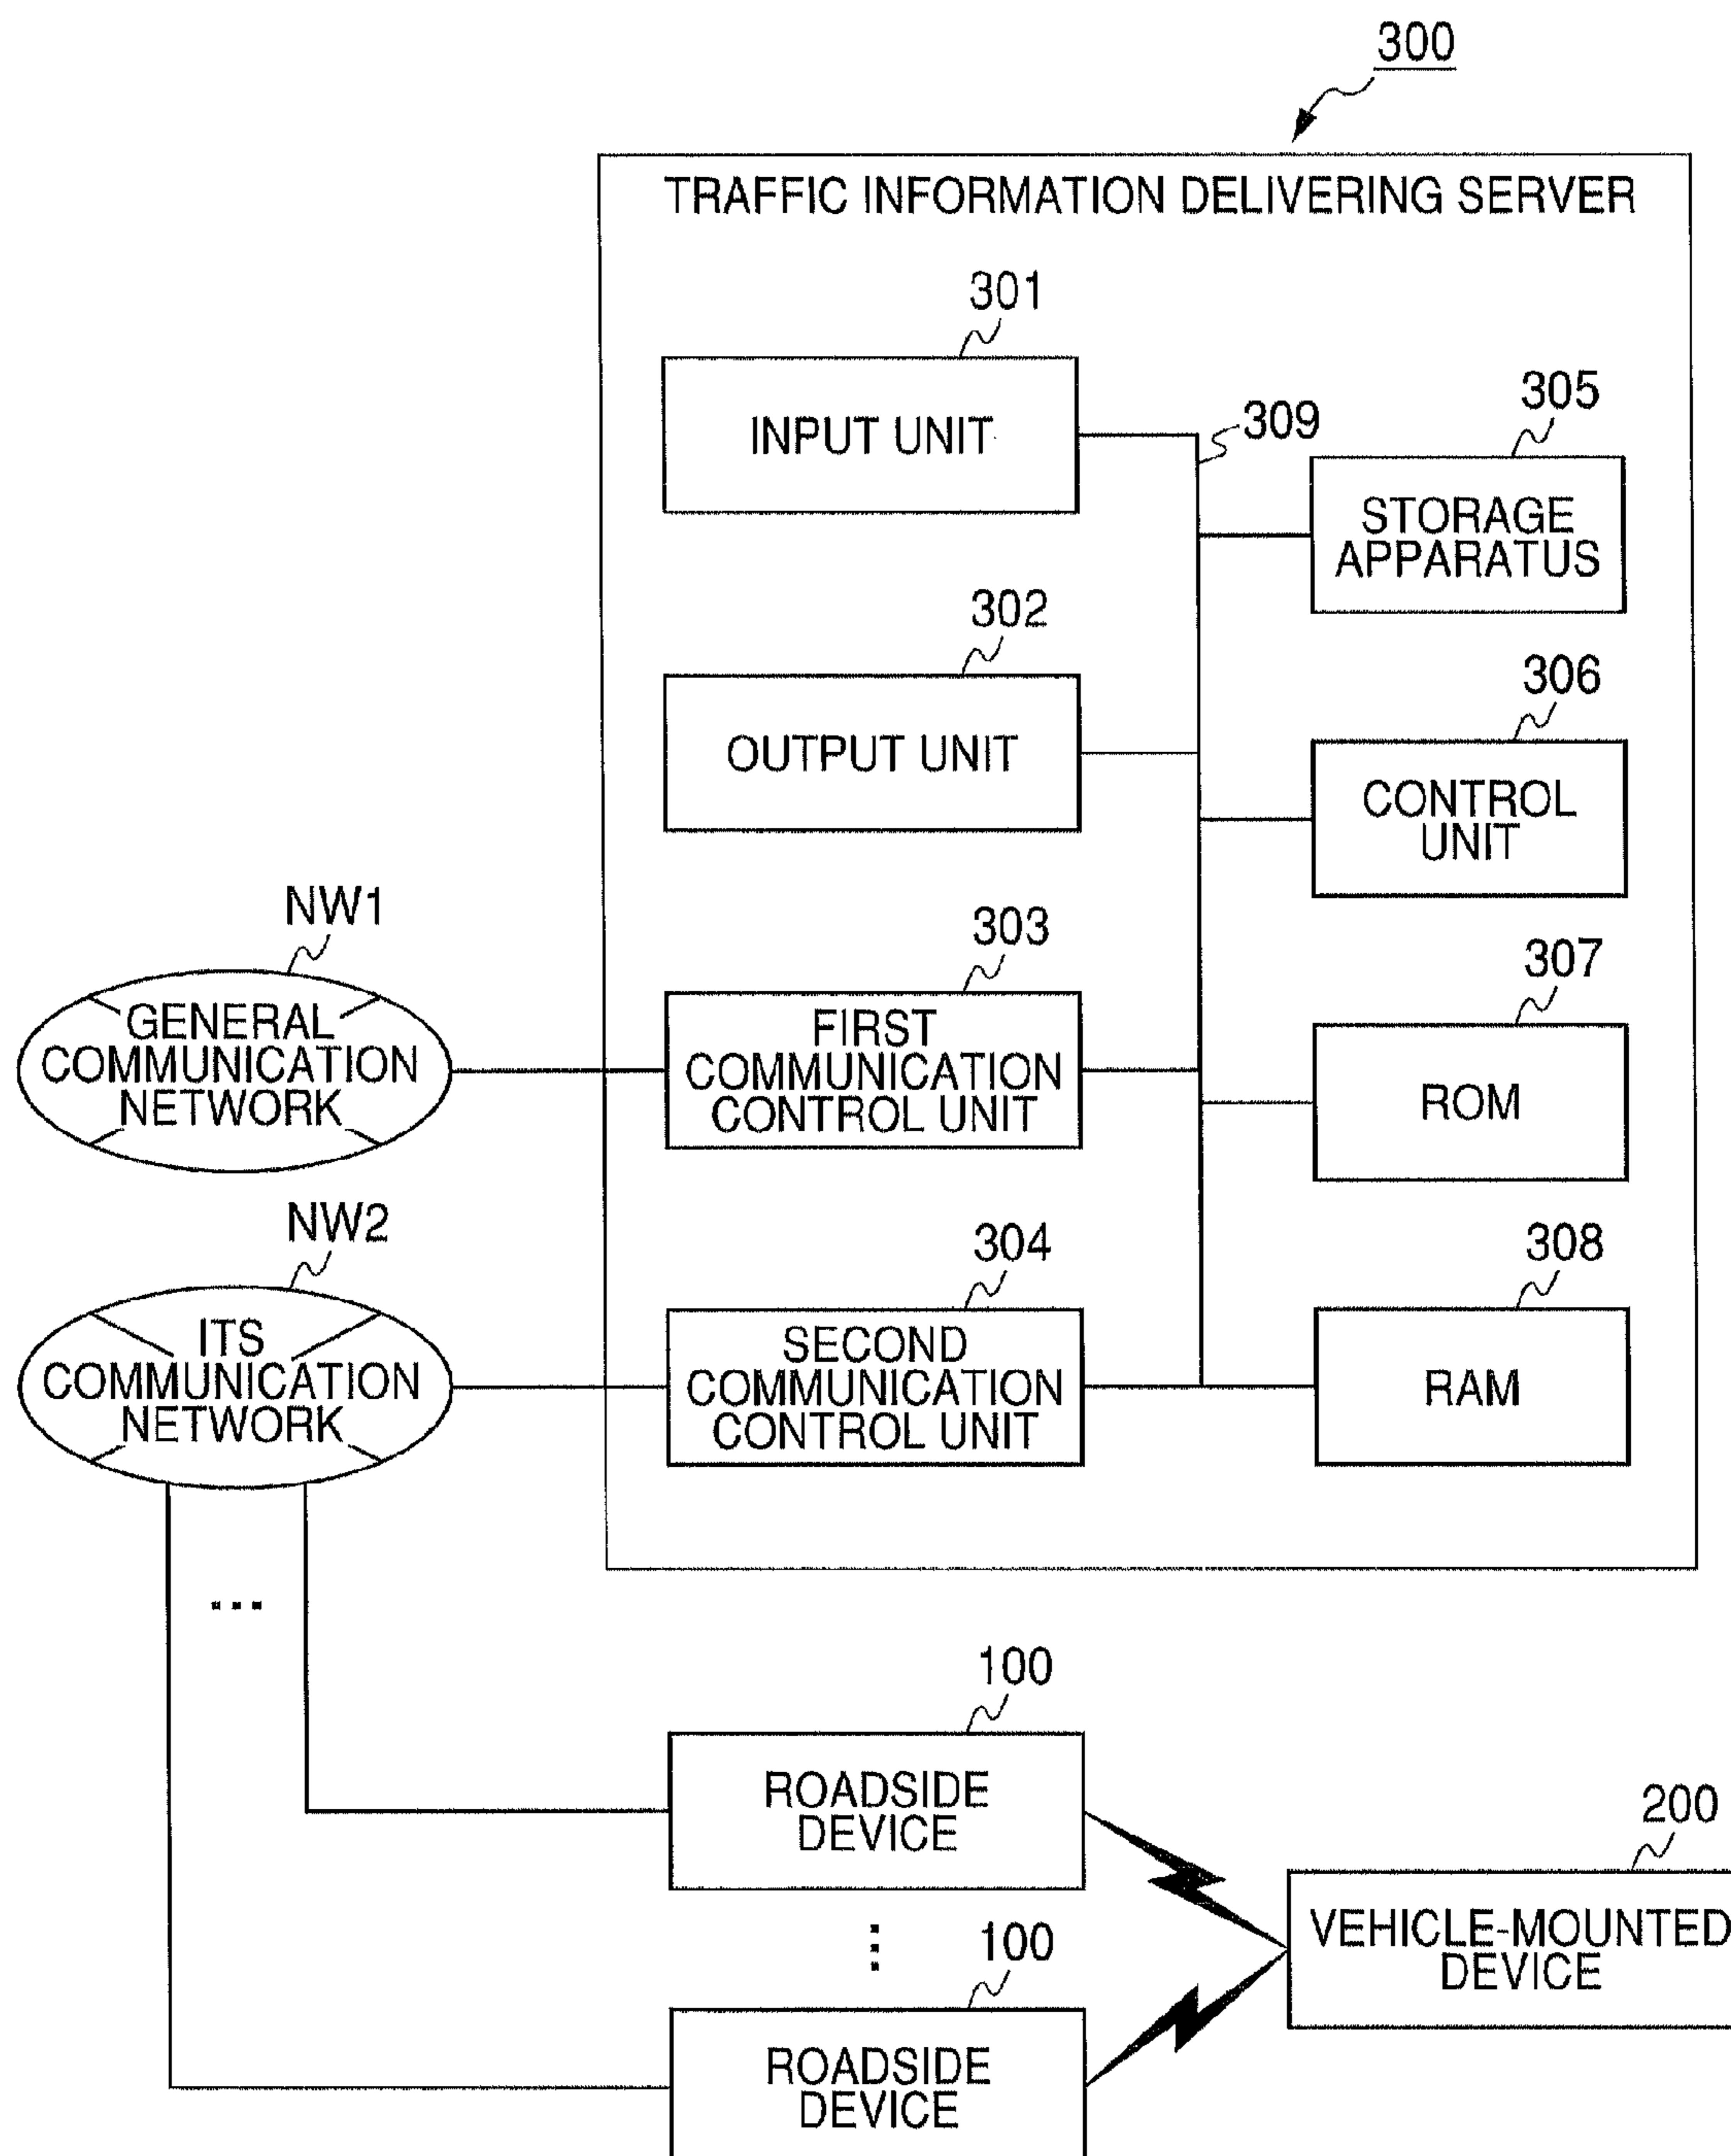 300
TRAFFIC INFORMATION DELIVERING SERVER
301
INPUT UNIT
309
305
STORAGE
APPARATUS
302
OUTPUT UNIT
306
CONTROL
UNIT
NW1
GENERAL
COMMUNICATION
NETWORK
303
FIRST
COMMUNICATION
CONTROL UNIT
307
ROM
NW2
ITS
COMMUNICATION
NETWORK
304
SECOND
COMMUNICATION
CONTROL UNIT
308
RAM
...
100
ROADSIDE
DEVICE
200
VEHICLE-MOUNTED
DEVICE
100
ROADSIDE
DEVICE